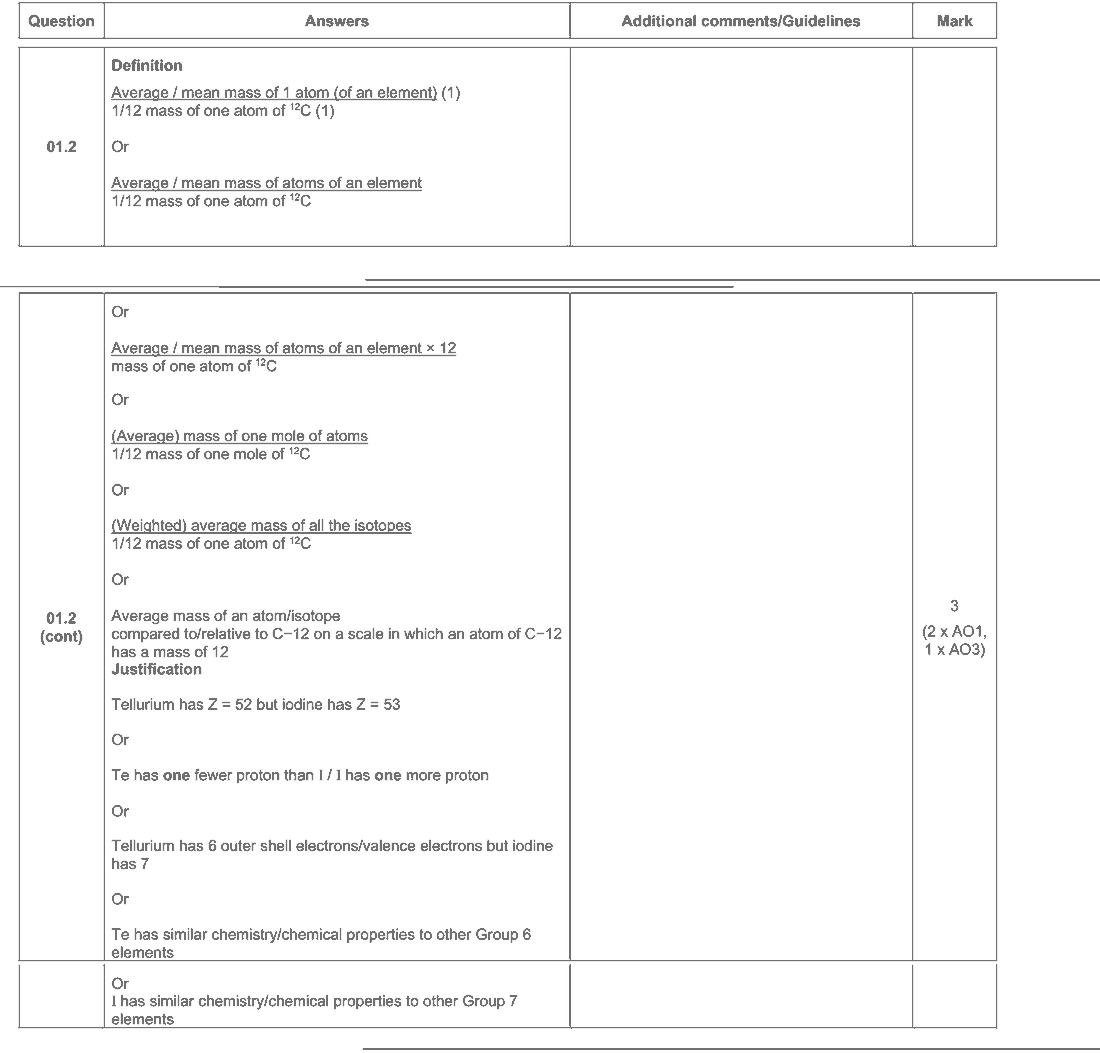 Question Answers Additional comments/Guidelines Mark
Definition
Average / mean mass of 1 atom (of an element) (1)
1/12 mass of one atom of ¹²C (1)
01.2 Or
Average / mean mass of atoms of an element
1/12 mass of one atom of ¹²C
Or
Average / mean mass of atoms of an element × 12
mass of one atom of ¹²C
Or
(Average) mass of one mole of atoms
1/12 mass of one mole of ¹²C
Or
(Weighted) average mass of all the isotopes
1/12 mass of one atom of ¹²C
Or
01.2
(cont)
Average mass of an atom/isotope
compared to/relative to C−12 on a scale in which an atom of C−12
has a mass of 12
3
(2 x AO1,
1 x AO3)
Justification
Tellurium has Z = 52 but iodine has Z = 53
Or
Te has one fewer proton than I / I has one more proton
Or
Tellurium has 6 outer shell electrons/valence electrons but iodine
has 7
Or
Te has similar chemistry/chemical properties to other Group 6
elements
Or
I has similar chemistry/chemical properties to other Group 7
elements